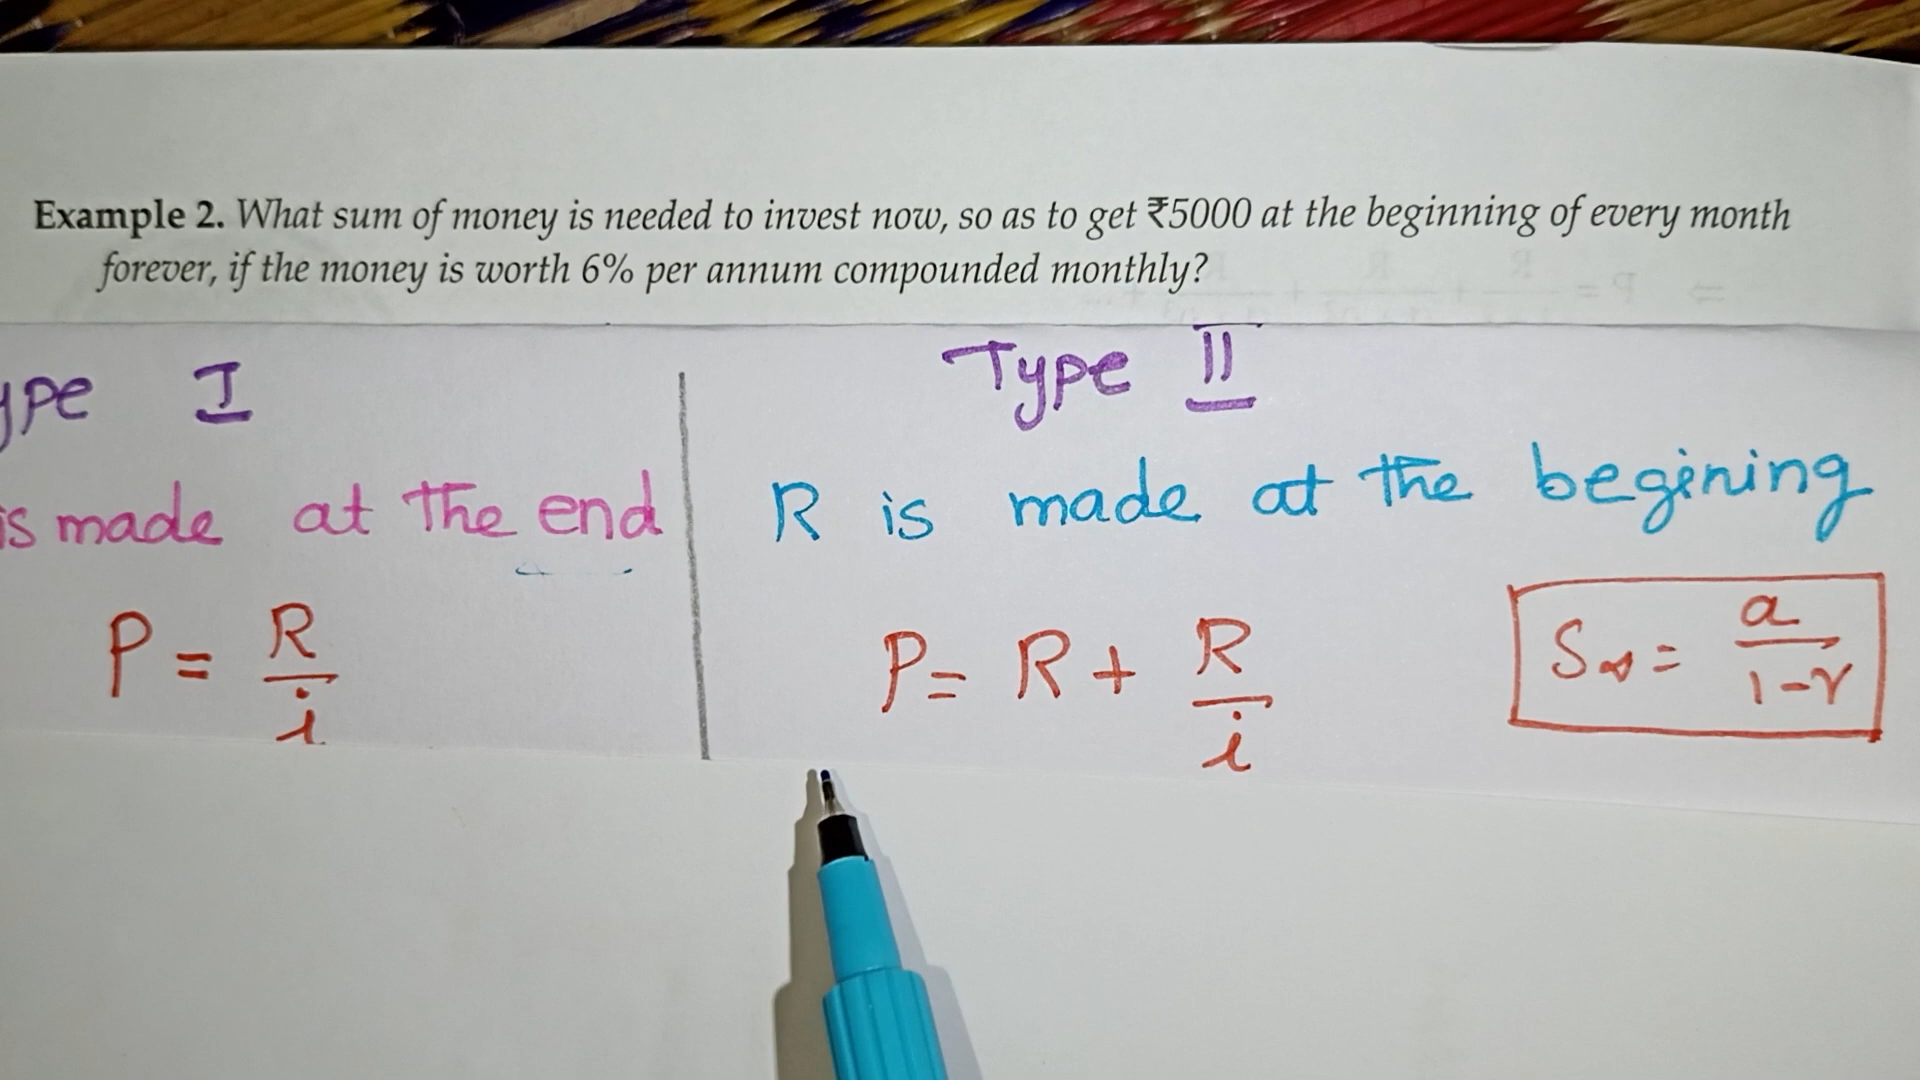 Example 2. What sum of money is needed to invest now, so as to get ₹5000 at the beginning of every month
forever, if the money is worth 6% per annum compounded monthly?
ype I
is made at the end
P = R/i
Type II
R is made at the begining
P = R + R/i
S∞ = a/1-r